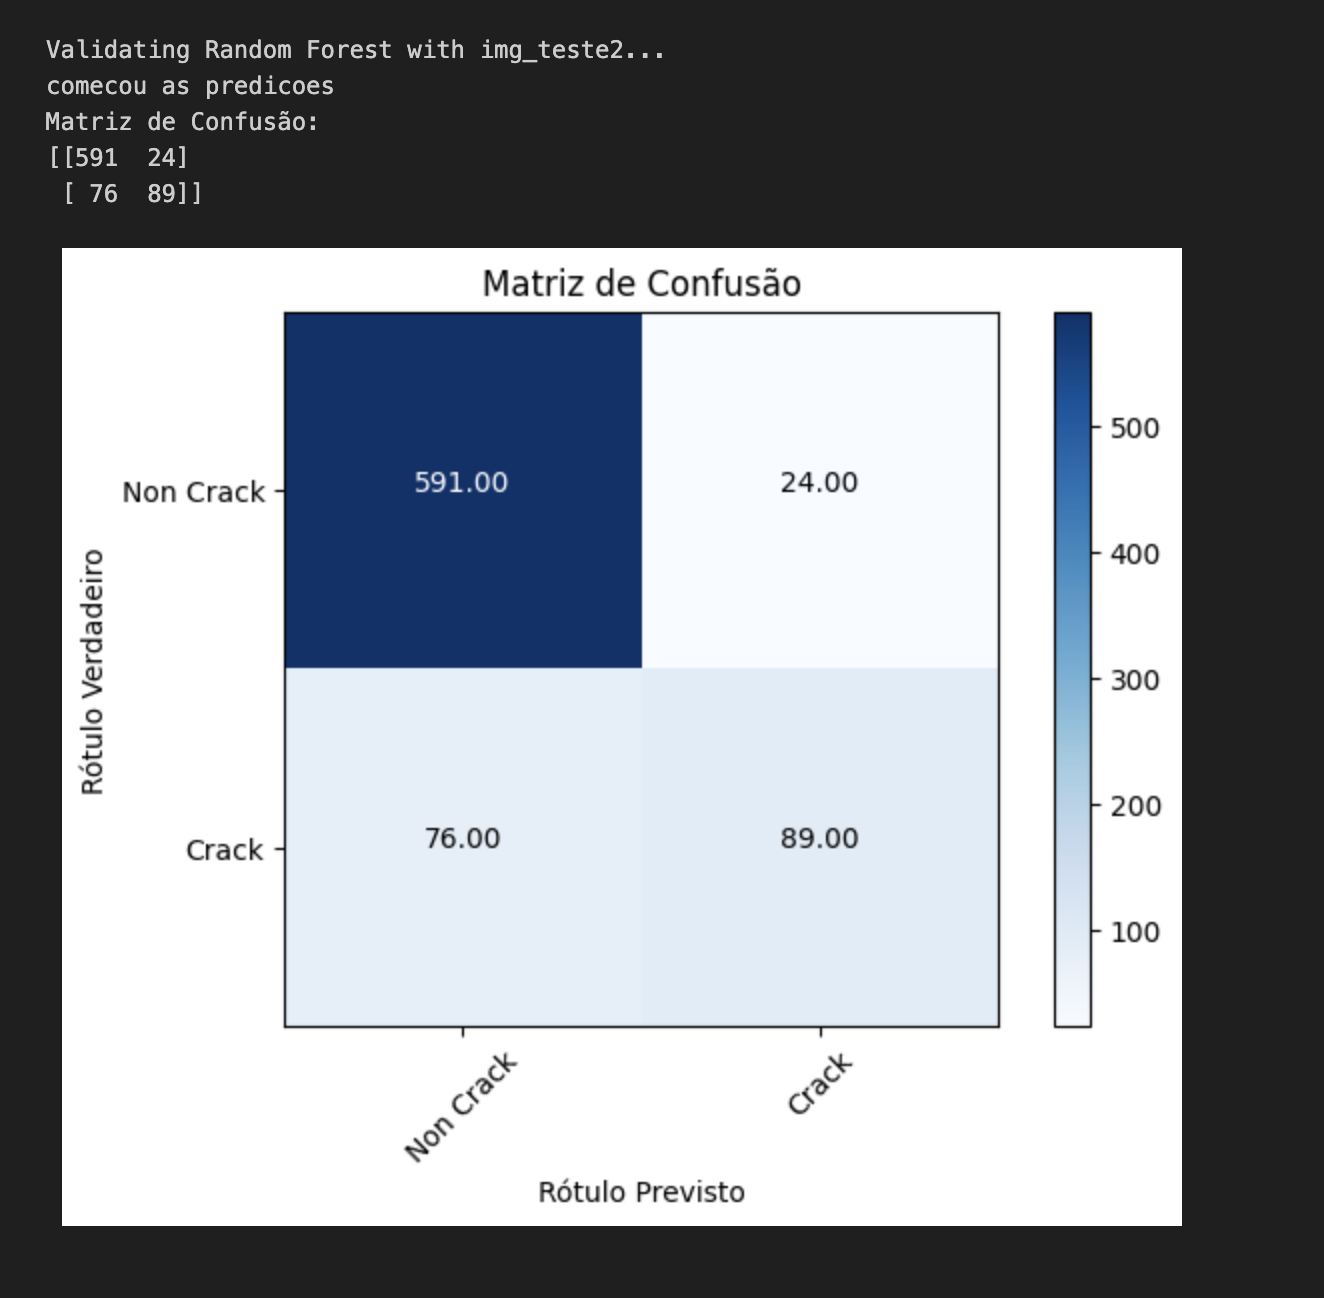 Validating Random Forest with img_teste2...
comecou as predicoes
Matriz de Confusão:
[[591  24]
 [ 76  89]]
Matriz de Confusão
591.00 24.00
Non Crack
76.00 89.00
Crack
Rótulo Verdadeiro
500
400
300
200
100
Non Crack Crack
Rótulo Previsto